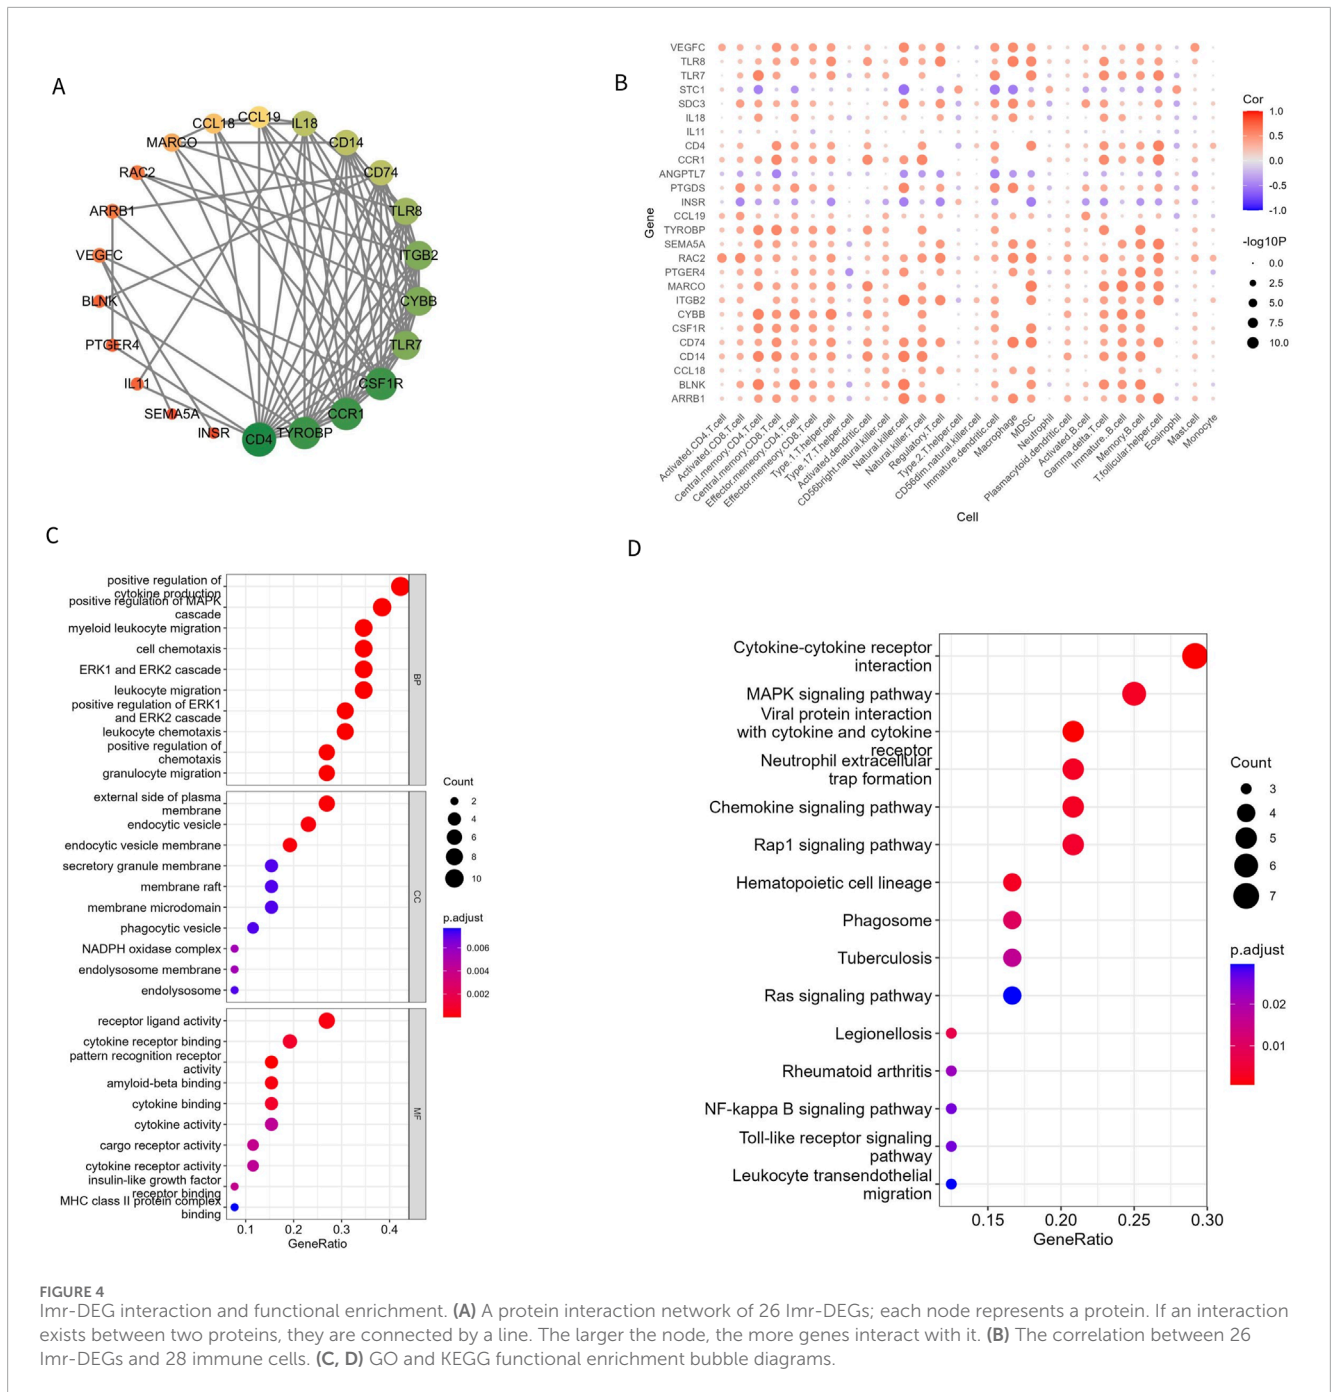 A
CCL18
CCL19
IL18
MARCO
CD14
RAC2
CD74
ARRB1
TLR8
VEGFC
ITGB2
BLNK
CYBB
PTGER4
TLR7
IL11
CSF1R
SEMA5A
CCR1
INSR
CD4
TYROBP
B
Gene
VEGFC
TLR8
TLR7
STC1
SDC3
IL18
IL11
CD4
CCR1
ANGPTL7
PTGDS
INSR
CCL19
TYROBP
SEMA5A
RAC2
PTGER4
MARCO
ITGB2
CYBB
CSF1R
CD74
CD14
CCL18
BLNK
ARRB1
Activated.CD4.T.cell
Activated.CD8.T.cell
Central.memory.CD4.T.cell
Central.memory.CD8.T.cell
Effector.memeory.CD4.T.cell
Effector.memeory.CD8.T.cell
Type.1.T.helper.cell
Type.17.T.helper.cell
Activated.dendritic.cell
CD56bright.natural.killer.cell
Natural.killer.cell
Natural.killer.T.cell
Regulatory.T.cell
Type.2.T.helper.cell
CD56dim.natural.killer.cell
Immature.dendritic.cell
Macrophage
MDSC
Neutrophil
Plasmacytoid.dendritic.cell
Activated.B.cell
Gamma.delta.T.cell
Immature..B.cell
Memory.B.cell
T.follicular.helper.cell
Eosinophil
Mast.cell
Monocyte
Cell
Cor
1.0
0.5
0.0
-0.5
-1.0
-log10P
0.0
2.5
5.0
7.5
10.0
C
positive regulation of
cytokine production
positive regulation of MAPK
cascade
myeloid leukocyte migration
cell chemotaxis
ERK1 and ERK2 cascade
leukocyte migration
positive regulation of ERK1
and ERK2 cascade
leukocyte chemotaxis
positive regulation of
chemotaxis
granulocyte migration
BP
external side of plasma
membrane
endocytic vesicle
endocytic vesicle membrane
secretory granule membrane
membrane raft
membrane microdomain
phagocytic vesicle
NADPH oxidase complex
endolysosome membrane
endolysosome
CC
receptor ligand activity
cytokine receptor binding
pattern recognition receptor
activity
amyloid-beta binding
cytokine binding
cytokine activity
cargo receptor activity
cytokine receptor activity
insulin-like growth factor
receptor binding
MHC class II protein complex
binding
MF
0.1 0.2 0.3 0.4
GeneRatio
Count
2
4
6
8
10
p.adjust
0.006
0.004
0.002
D
Cytokine-cytokine receptor
interaction
MAPK signaling pathway
Viral protein interaction
with cytokine and cytokine
receptor
Neutrophil extracellular
trap formation
Chemokine signaling pathway
Rap1 signaling pathway
Hematopoietic cell lineage
Phagosome
Tuberculosis
Ras signaling pathway
Legionellosis
Rheumatoid arthritis
NF-kappa B signaling pathway
Toll-like receptor signaling
pathway
Leukocyte transendothelial
migration
0.15 0.20 0.25 0.30
GeneRatio
Count
3
4
5
6
7
p.adjust
0.02
0.01
FIGURE 4
Imr-DEG interaction and functional enrichment. (A) A protein interaction network of 26 Imr-DEGs; each node represents a protein. If an interaction
exists between two proteins, they are connected by a line. The larger the node, the more genes interact with it. (B) The correlation between 26
Imr-DEGs and 28 immune cells. (C, D) GO and KEGG functional enrichment bubble diagrams.